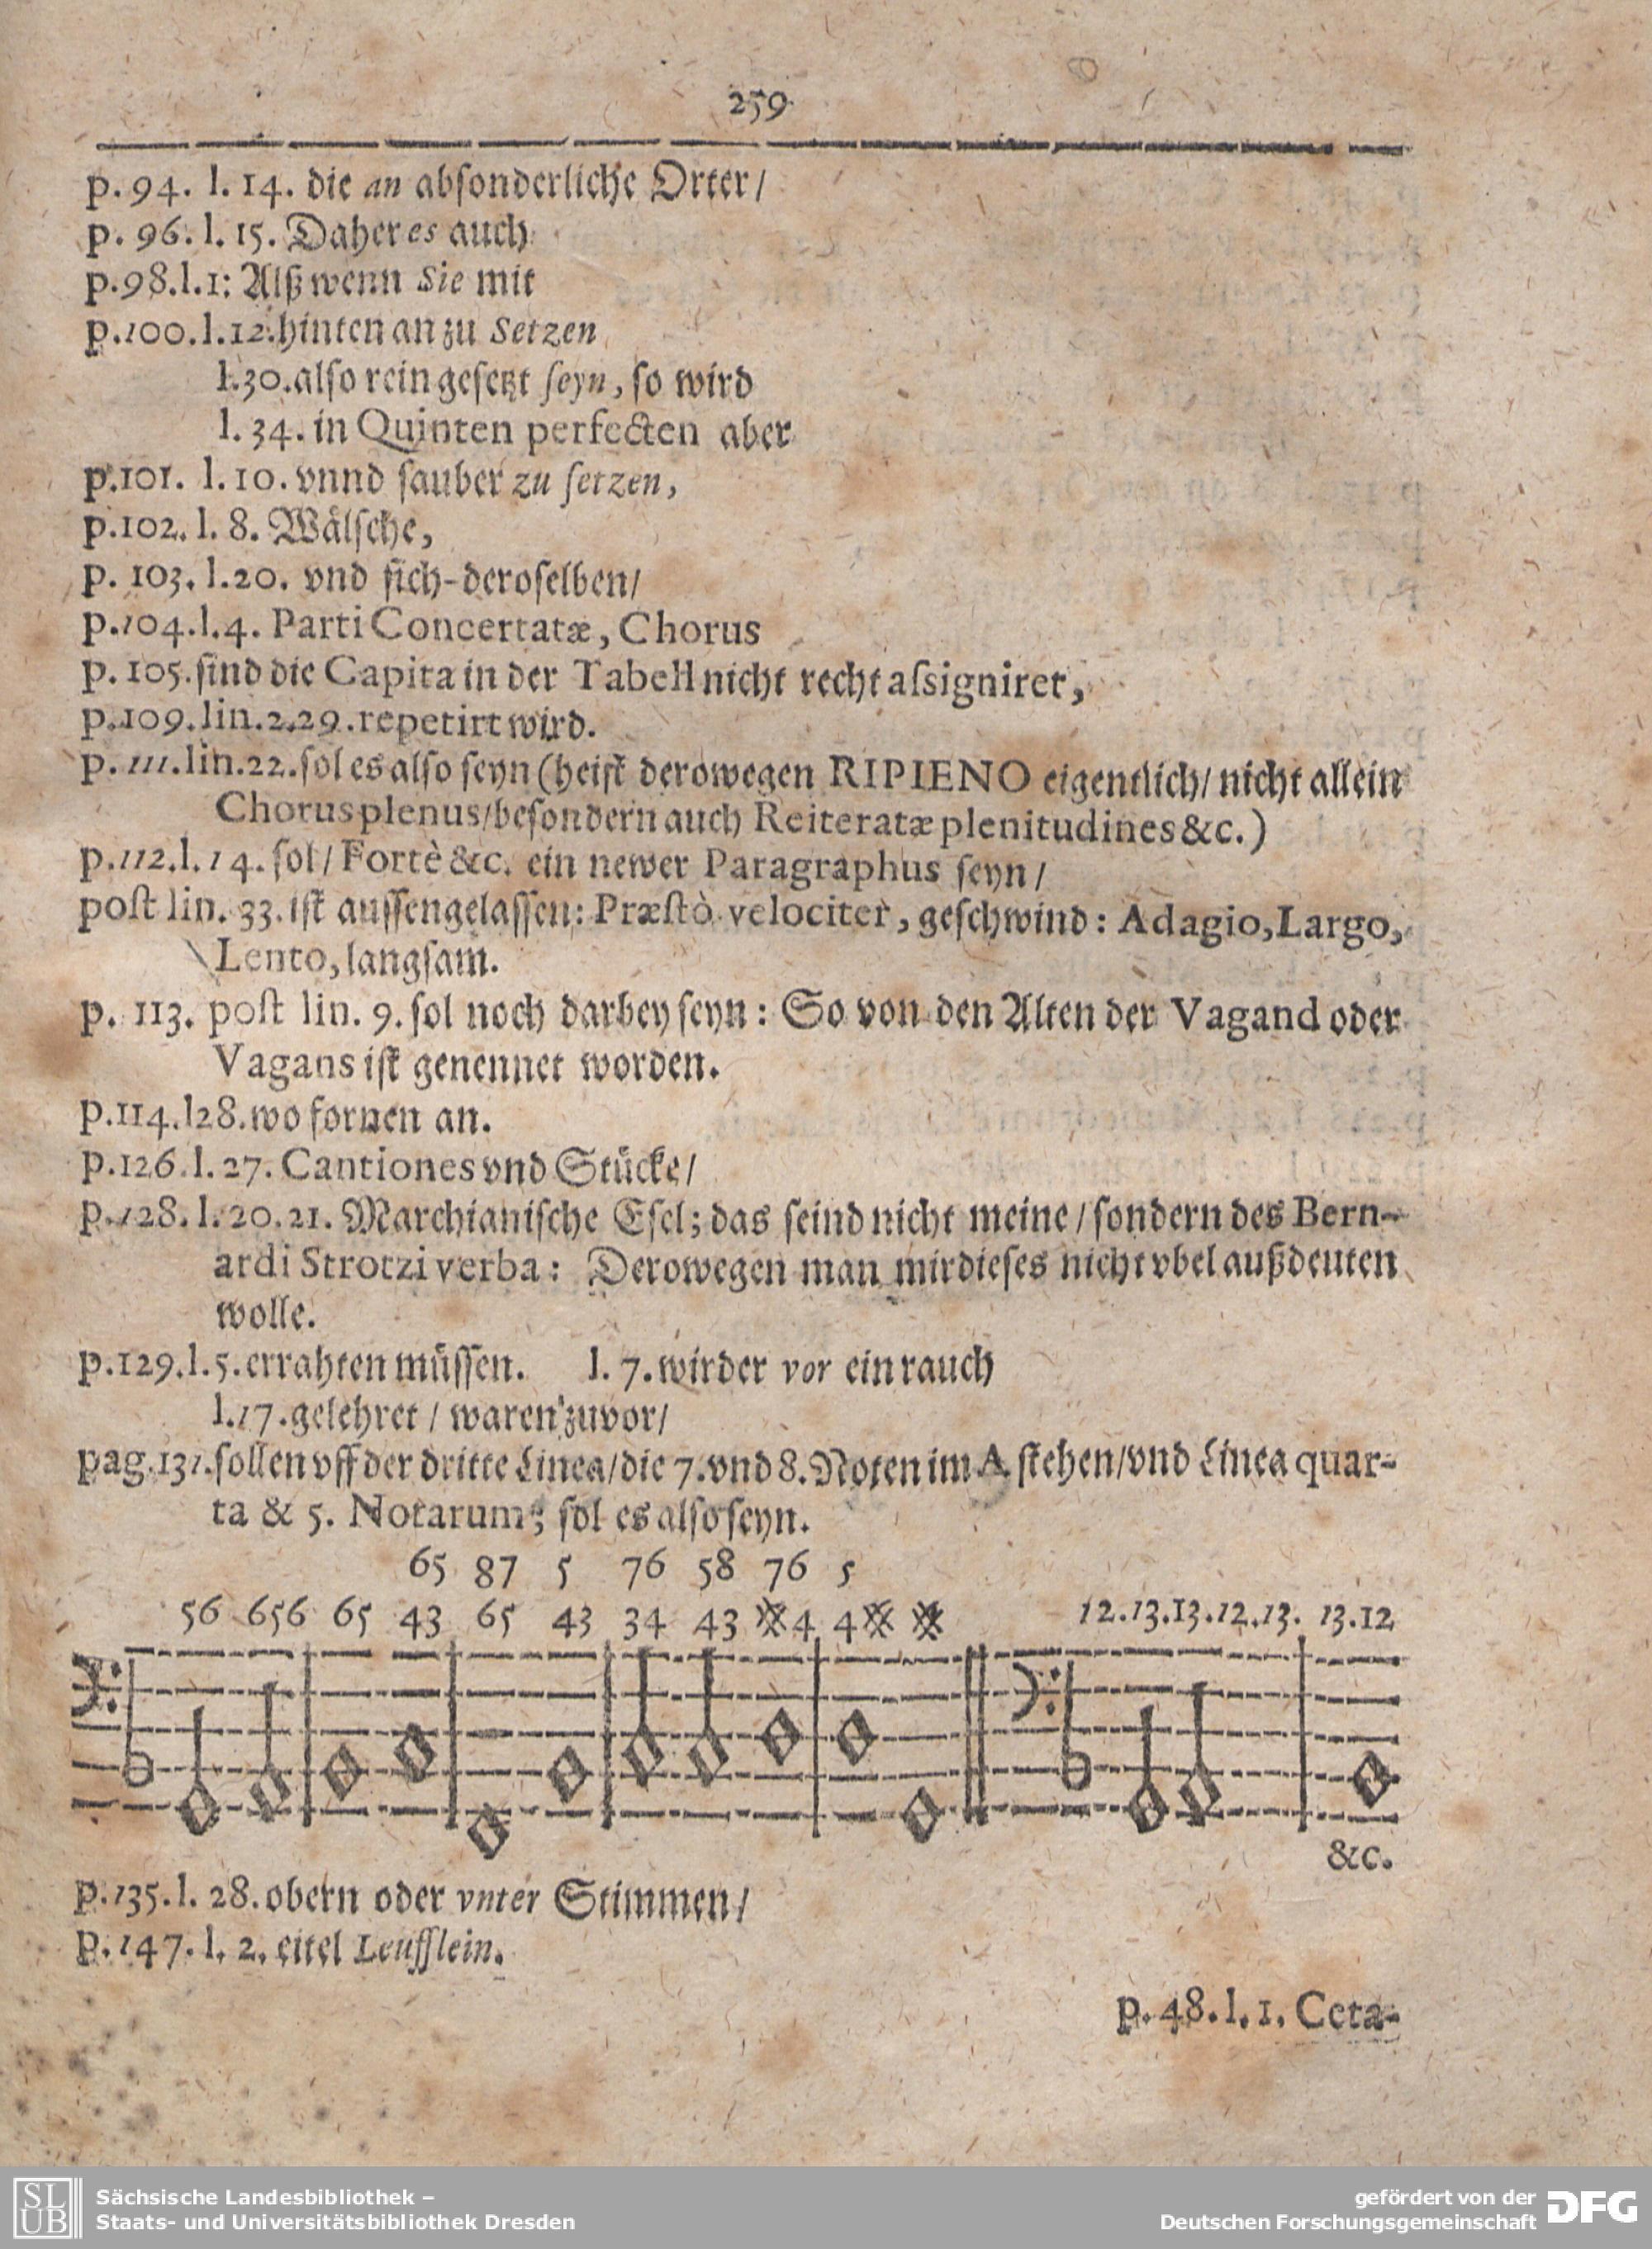 259
p. 94. l. 14. die an absonderliche Orter/
p. 96. l. 15. Daher es auch
p. 98. l. 1: Alß wenn Sie mit
p. 100. l. 12. hinten an zu Setzen
l. 30. also rein gesetzt seyn, so wird
l. 34. in Quinten perfecten aber
p. 101. l. 10. vnnd sauber zu setzen,
p. 102. l. 8. Wälsche,
p. 103. l. 20. vnd sich-deroselben/
p. 104. l. 4. Parti Concertatæ, Chorus
p. 105. sind die Capita in der Tabell nicht recht assigniret,
p. 109. lin. 2. 29. repetirt wird.
p. 111. lin. 22. sol es also seyn (heist derowegen RIPIENO eigentlich/ nicht allein
Chorus plenus/ besondern auch Reiteratæ plenitudines &c.)
p. 112. l. 14. sol/ Fortè &c. ein newer Paragraphus seyn/
post lin. 33. ist aussengelassen: Præstò velociter, geschwind: Adagio, Largo,
Lento, langsam.
p. 113. post lin. 9. sol noch darbey seyn: So von den Alten der Vagand oder
Vagans ist genennet worden.
p. 114. l 28. wo fornen an.
p. 126. l. 27. Cantiones vnd Stücke/
p. 128. l. 20. 21. Marchianische Esel; das seind nicht meine/ sondern des Bern-
ardi Strotzi verba: Derowegen man mir dieses nicht vbel außdeuten
wolle.
p. 129. l. 5. errahten müssen. l. 7. wird er vor ein rauch
l. 17. gelehret/ waren zuvor/
pag. 131. sollen vff der dritte Linea/ die 7. vnd 8. Noten im A stehen/ vnd Linea quar-
ta & 5. Notarum; sol es also seyn.
65 87 5 76 58 76 5
56 656 65 43 65 43 34 43 ※4 4※ ※ 12. 13. 13. 12. 13. 13. 12
&c.
p. 135. l. 28. obern oder vnter Stimmen/
p. 147. l. 2. eitel Leufflein.
p. 48. l. 1. Ceta-
SLUB
Sächsische Landesbibliothek –
Staats- und Universitätsbibliothek Dresden
gefördert von der
Deutschen Forschungsgemeinschaft
DFG